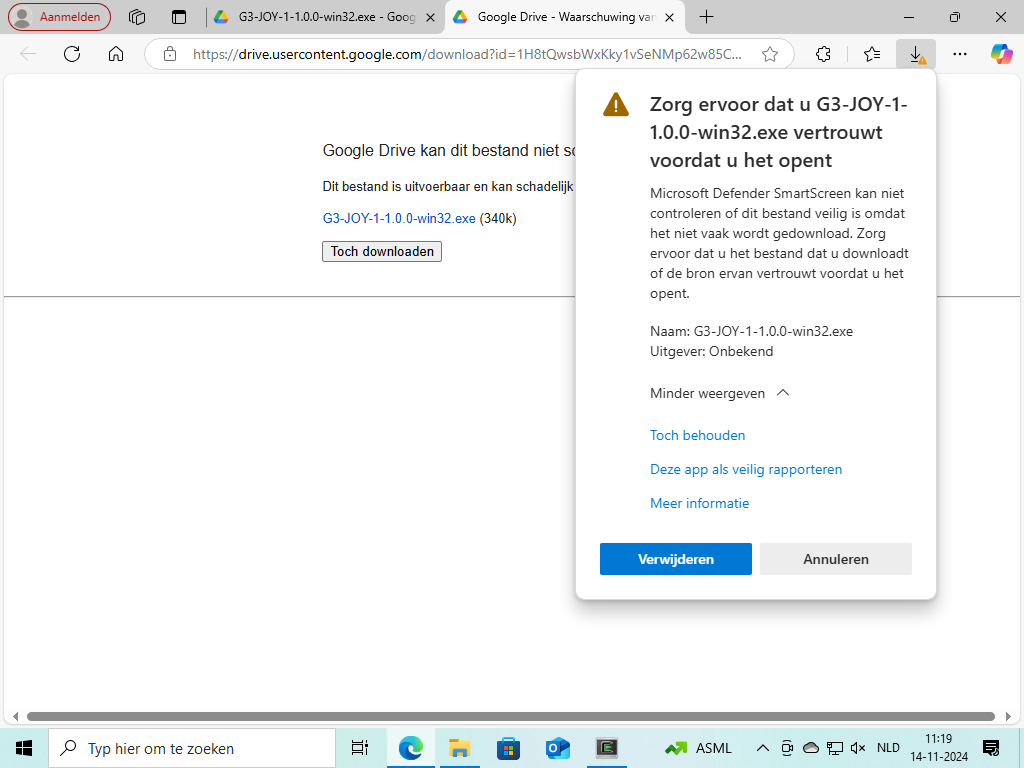 Aanmelden
G3-JOY-1-1.0.0-win32.exe - Goog
Google Drive - Waarschuwing van
https://drive.usercontent.google.com/download?id=1H8tQwsbWxKky1vSeNMp62w85C...
Google Drive kan dit bestand niet sc
Dit bestand is uitvoerbaar en kan schadelijk
G3-JOY-1-1.0.0-win32.exe (340k)
Toch downloaden
Zorg ervoor dat u G3-JOY-1-
1.0.0-win32.exe vertrouwt
voordat u het opent
Microsoft Defender SmartScreen kan niet
controleren of dit bestand veilig is omdat
het niet vaak wordt gedownload. Zorg
ervoor dat u het bestand dat u downloadt
of de bron ervan vertrouwt voordat u het
opent.
Naam: G3-JOY-1-1.0.0-win32.exe
Uitgever: Onbekend
Minder weergeven
Toch behouden
Deze app als veilig rapporteren
Meer informatie
Verwijderen
Annuleren
Typ hier om te zoeken
ASML
NLD
11:19
14-11-2024